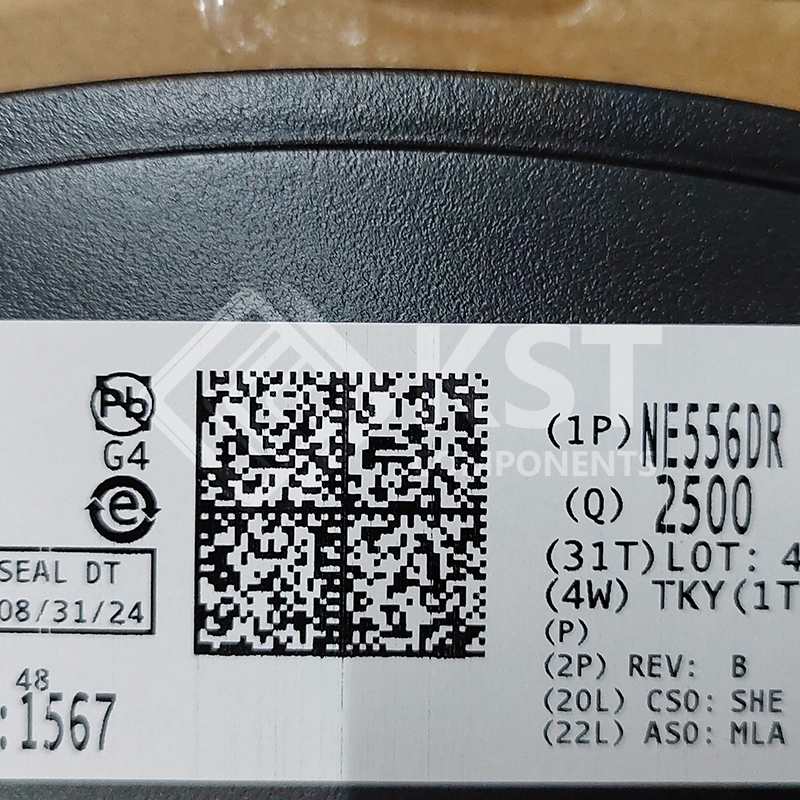 Pb
G4
e
SEAL DT
08/31/24
48
:1567
(1P) NE556DR
(Q) 2500
(31T) LOT: 4
(4W) TKY (1T
(P)
(2P) REV: B
(20L) CSO: SHE
(22L) ASO: MLA
KST
COMPONENTS